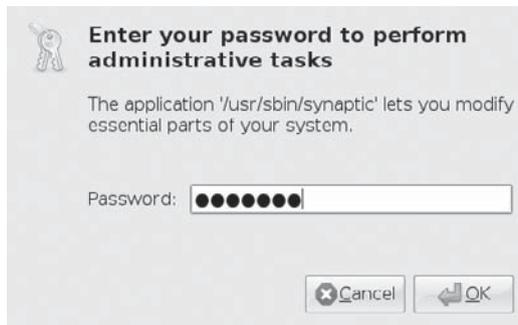 Enter your password to perform
administrative tasks
The application '/usr/sbin/synaptic' lets you modify
essential parts of your system.
Password: ●●●●●●●
Cancel OK